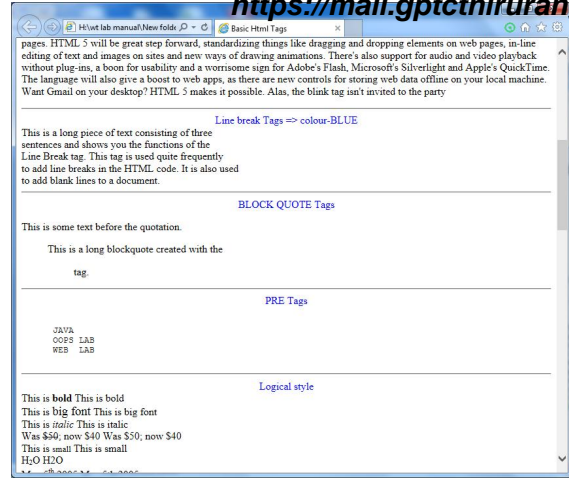 https://mail.gptcthiruran
H:\wt lab manual\New folde
Basic Html Tags
pages. HTML 5 will be great step forward, standardizing things like dragging and dropping elements on web pages, in-line
editing of text and images on sites and new ways of drawing animations. There's also support for audio and video playback
without plug-ins, a boon for usability and a worrisome sign for Adobe's Flash, Microsoft's Silverlight and Apple's QuickTime.
The language will also give a boost to web apps, as there are new controls for storing web data offline on your local machine.
Want Gmail on your desktop? HTML 5 makes it possible. Alas, the blink tag isn't invited to the party
Line break Tags => colour-BLUE
This is a long piece of text consisting of three
sentences and shows you the functions of the
Line Break tag. This tag is used quite frequently
to add line breaks in the HTML code. It is also used
to add blank lines to a document.
BLOCK QUOTE Tags
This is some text before the quotation.
This is a long blockquote created with the
tag.
PRE Tags
JAVA
OOPS LAB
WEB  LAB
Logical style
This is bold This is bold
This is big font This is big font
This is italic This is italic
Was $50; now $40 Was $50; now $40
This is small This is small
H2O H2O